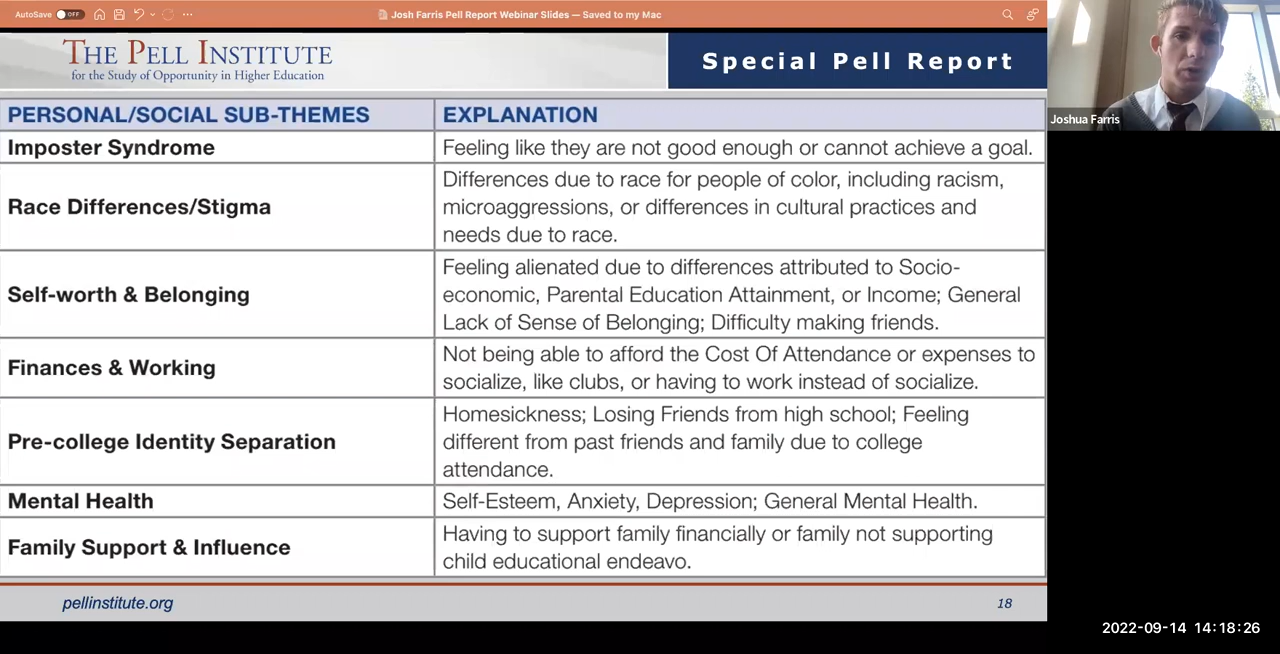 AutoSave OFF
Josh Farris Pell Report Webinar Slides — Saved to my Mac
THE PELL INSTITUTE
for the Study of Opportunity in Higher Education
Special Pell Report
Joshua Farris
PERSONAL/SOCIAL SUB-THEMES
EXPLANATION
Imposter Syndrome
Feeling like they are not good enough or cannot achieve a goal.
Race Differences/Stigma
Differences due to race for people of color, including racism,
microaggressions, or differences in cultural practices and
needs due to race.
Self-worth & Belonging
Feeling alienated due to differences attributed to Socio-
economic, Parental Education Attainment, or Income; General
Lack of Sense of Belonging; Difficulty making friends.
Finances & Working
Not being able to afford the Cost Of Attendance or expenses to
socialize, like clubs, or having to work instead of socialize.
Pre-college Identity Separation
Homesickness; Losing Friends from high school; Feeling
different from past friends and family due to college
attendance.
Mental Health
Self-Esteem, Anxiety, Depression; General Mental Health.
Family Support & Influence
Having to support family financially or family not supporting
child educational endeavo.
pellinstitute.org
18
2022-09-14 14:18:26